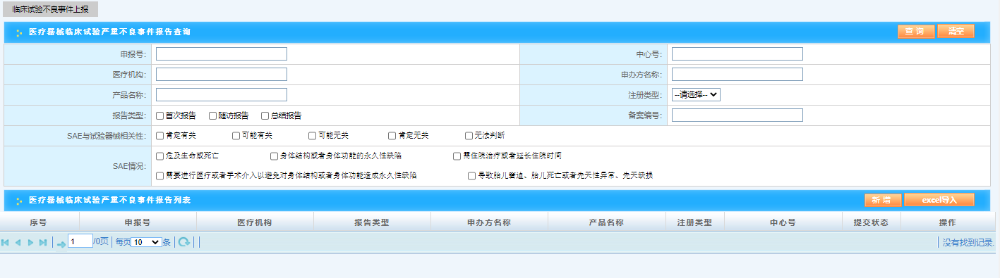 临床试验不良事件上报
医疗器械临床试验严重不良事件报告查询 查 询 清空
申报号: 中心号:
医疗机构: 申办方名称:
产品名称: 注册类型: --请选择--
报告类型: 首次报告 随访报告 总结报告 备案编号:
SAE与试验器械相关性: 肯定有关 可能有关 可能无关 肯定无关 无法判断
SAE情况: 危及生命或死亡 身体结构或者身体功能的永久性缺陷 需住院治疗或者延长住院时间
需要进行医疗或者手术介入以避免对身体结构或者身体功能造成永久性缺陷 导致胎儿窘迫、胎儿死亡或者先天性异常、先天缺损
医疗器械临床试验严重不良事件报告列表 新 增 excel导入
序号 申报号 医疗机构 报告类型 申办方名称 产品名称 注册类型 中心号 提交状态 操作
1 /0页 每页 10 条 没有找到记录.